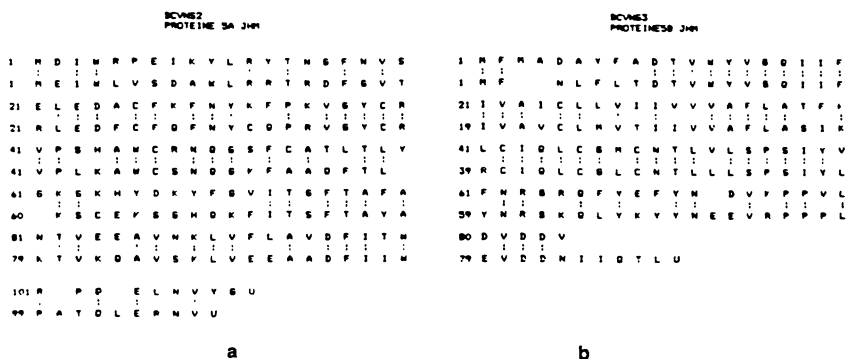 BCVNS2
PROTEINE 5A JHM
1 M D I W R P E I K Y L R Y T N G F N V S
1 M E I W L V S D A W L R R T R D F G V T
21 E L E D A C F K F N Y K F P K V G Y C R
21 R L E D F C F Q F N Y C Q P R V G Y C R
41 V P S H A W C R N Q G S F C A T L T L Y
41 V P L K A W C S N Q G K F A A Q F T L
61 G K S K H Y D K Y F G V I T G F T A F A
60 K S C E K S G H Q K F I T S F T A Y A
81 N T V E E A V N K L V F L A V D F I T W
79 K T V K Q A V S K L V E E A A D F I I W
101 R P Q E L N V Y G U
99 P A T Q L E R N V U
a
BCVNS3
PROTEINE5B JHM
1 M F M A D A Y F A D T V W Y V G Q I I F
1 M F N L F L T D T V W Y V G Q I I F
21 I V A I C L L V I I V V V A F L A T F K
19 I V A V C L M V T I I V V A F L A S I K
41 L C I Q L C G M C N T L V L S P S I Y V
39 R C I Q L C G L C N T L L L S P S I Y L
61 F N R G R Q F Y E F Y N D V K P P V L
59 Y N R S K Q L Y K Y Y N E E V R P P P L
80 D V D D V
79 E V D D N I I Q T L U
b